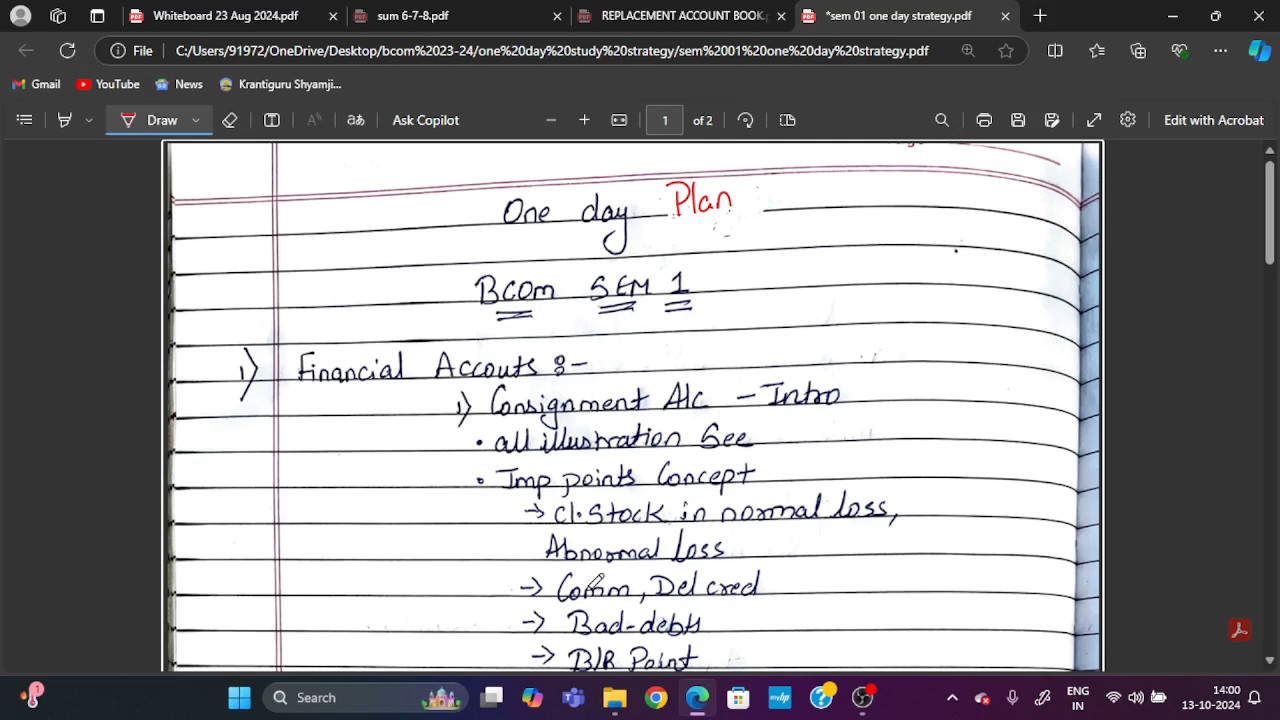 Whiteboard 23 Aug 2024.pdf
sum 6-7-8.pdf
REPLACEMENT ACCOUNT BOOK.
*sem 01 one day strategy.pdf
File
C:/Users/91972/OneDrive/Desktop/bcom%2023-24/one%20day%20study%20strategy/sem%2001%20one%20day%20strategy.pdf
Gmail
YouTube
News
Krantiguru Shyamji...
Draw
Ask Copilot
1 of 2
Edit with Acrobat
One day Plan
BCOM SEM 1
1) Financial Accouts :-
1) Consignment A/c - Intro
• all illustration See
• Imp points Concept
→ Cl. Stock in normal loss,
Abnormal loss
→ Comm, Del cred
→ Bad-debts
→ B/R Point
Search
ENG
IN
14:00
13-10-2024